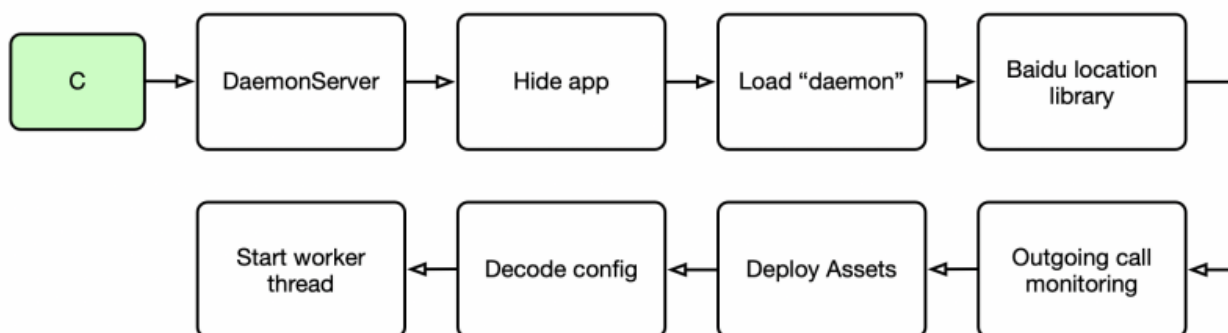 C
DaemonServer
Hide app
Load “daemon”
Baidu location
library
Outgoing call
monitoring
Deploy Assets
Decode config
Start worker
thread